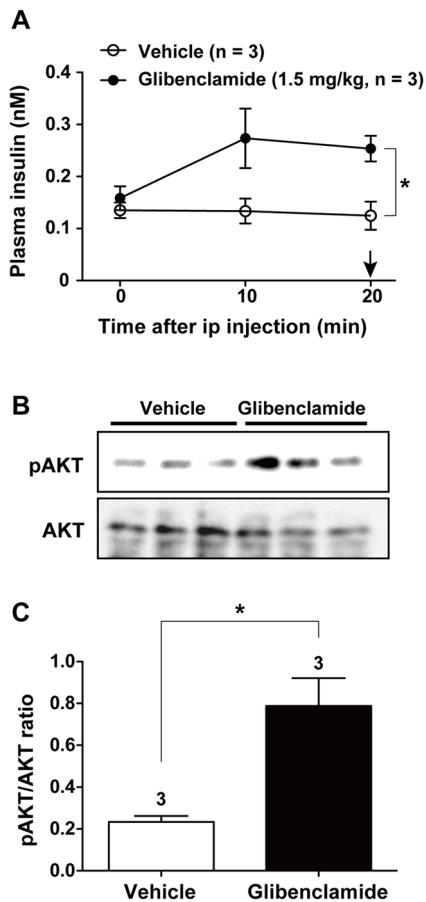 A
Vehicle (n = 3)
Glibenclamide (1.5 mg/kg, n = 3)
Plasma insulin (nM)
0.4
0.3
0.2
0.1
0
*
0 10 20
Time after ip injection (min)
B
Vehicle Glibenclamide
pAKT
AKT
C
*
pAKT/AKT ratio
1.0
0.8
0.6
0.4
0.2
0.0
3
3
Vehicle Glibenclamide